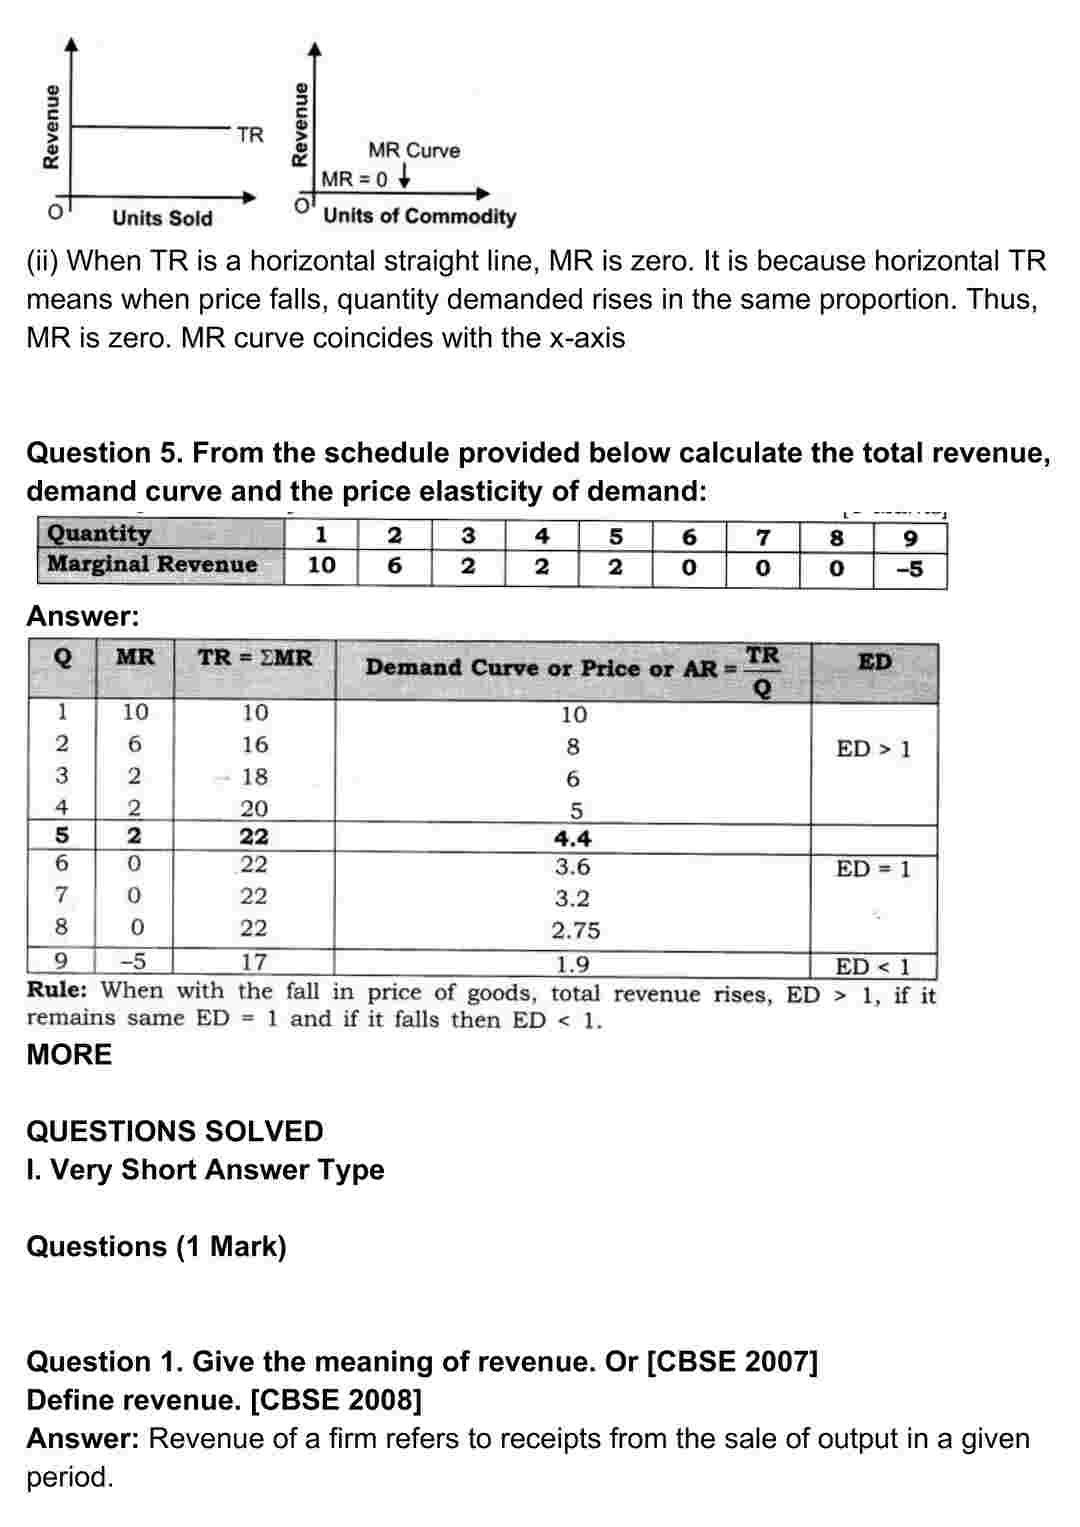 Revenue
TR
O
Units Sold
Revenue
MR Curve
MR = 0
O
Units of Commodity
(ii) When TR is a horizontal straight line, MR is zero. It is because horizontal TR
means when price falls, quantity demanded rises in the same proportion. Thus,
MR is zero. MR curve coincides with the x-axis
Question 5. From the schedule provided below calculate the total revenue,
demand curve and the price elasticity of demand:
Quantity 1 2 3 4 5 6 7 8 9
Marginal Revenue 10 6 2 2 2 0 0 0 –5
Answer:
Q MR TR = ΣMR Demand Curve or Price or AR = TR/Q ED
1 10 10 10
2 6 16 8 ED > 1
3 2 18 6
4 2 20 5
5 2 22 4.4
6 0 22 3.6 ED = 1
7 0 22 3.2
8 0 22 2.75
9 –5 17 1.9 ED < 1
Rule: When with the fall in price of goods, total revenue rises, ED > 1, if it
remains same ED = 1 and if it falls then ED < 1.
MORE
QUESTIONS SOLVED
I. Very Short Answer Type
Questions (1 Mark)
Question 1. Give the meaning of revenue. Or [CBSE 2007]
Define revenue. [CBSE 2008]
Answer: Revenue of a firm refers to receipts from the sale of output in a given
period.